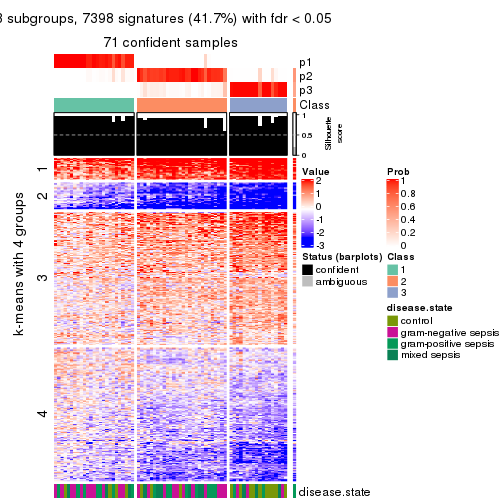 3 subgroups, 7398 signatures (41.7%) with fdr < 0.05
71 confident samples
p1
p2
p3
Class
1
0.5
0
Silhouette
score
k-means with 4 groups
1
2
3
4
disease.state
Value
2
1
0
-1
-2
-3
Prob
1
0.8
0.6
0.4
0.2
0
Status (barplots)
confident
ambiguous
Class
1
2
3
disease.state
control
gram-negative sepsis
gram-positive sepsis
mixed sepsis